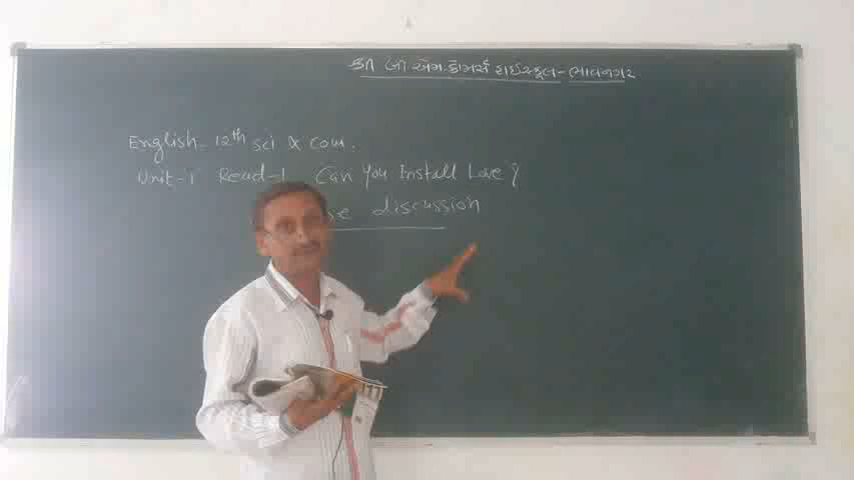 શ્રી બી એમ. કોમર્સ હાઈસ્કૂલ - ભાવનગર
English - 12th sci & com.
Unit-1 Read-1 Can You Install Love?
discussion